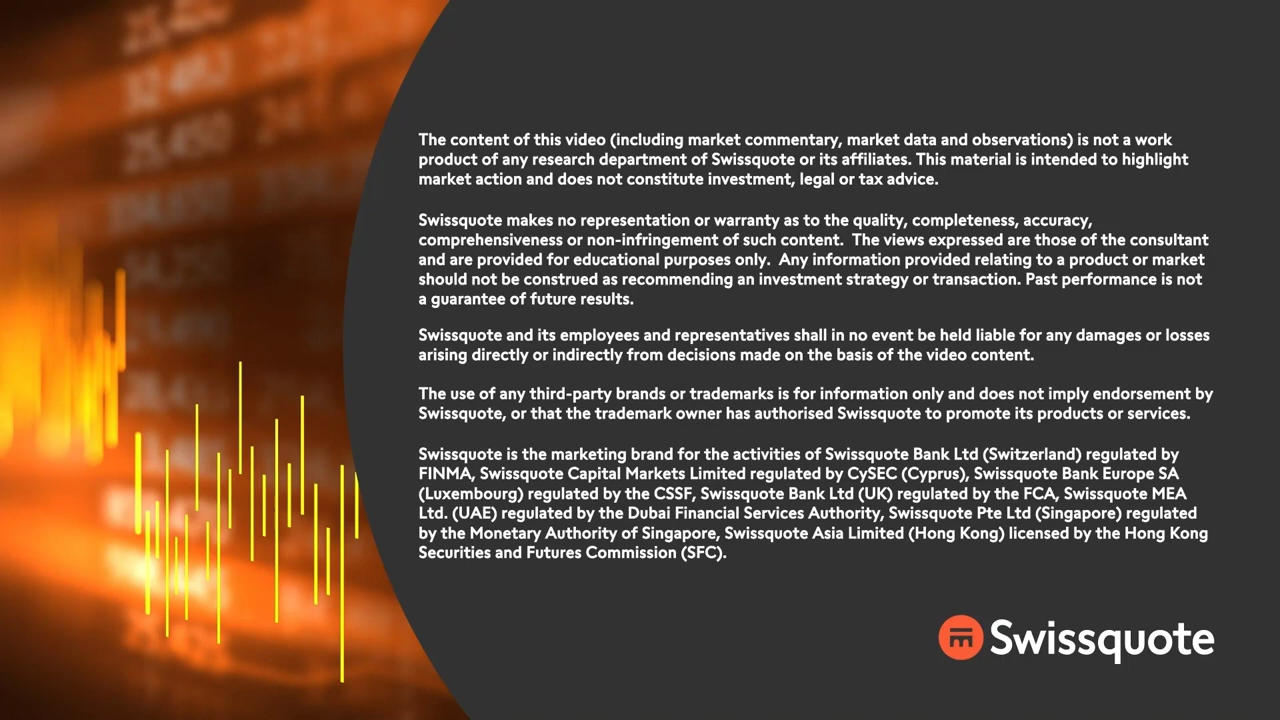 The content of this video (including market commentary, market data and observations) is not a work
product of any research department of Swissquote or its affiliates. This material is intended to highlight
market action and does not constitute investment, legal or tax advice.
Swissquote makes no representation or warranty as to the quality, completeness, accuracy,
comprehensiveness or non-infringement of such content.  The views expressed are those of the consultant
and are provided for educational purposes only.  Any information provided relating to a product or market
should not be construed as recommending an investment strategy or transaction. Past performance is not
a guarantee of future results.
Swissquote and its employees and representatives shall in no event be held liable for any damages or losses
arising directly or indirectly from decisions made on the basis of the video content.
The use of any third-party brands or trademarks is for information only and does not imply endorsement by
Swissquote, or that the trademark owner has authorised Swissquote to promote its products or services.
Swissquote is the marketing brand for the activities of Swissquote Bank Ltd (Switzerland) regulated by
FINMA, Swissquote Capital Markets Limited regulated by CySEC (Cyprus), Swissquote Bank Europe SA
(Luxembourg) regulated by the CSSF, Swissquote Bank Ltd (UK) regulated by the FCA, Swissquote MEA
Ltd. (UAE) regulated by the Dubai Financial Services Authority, Swissquote Pte Ltd (Singapore) regulated
by the Monetary Authority of Singapore, Swissquote Asia Limited (Hong Kong) licensed by the Hong Kong
Securities and Futures Commission (SFC).
Swissquote